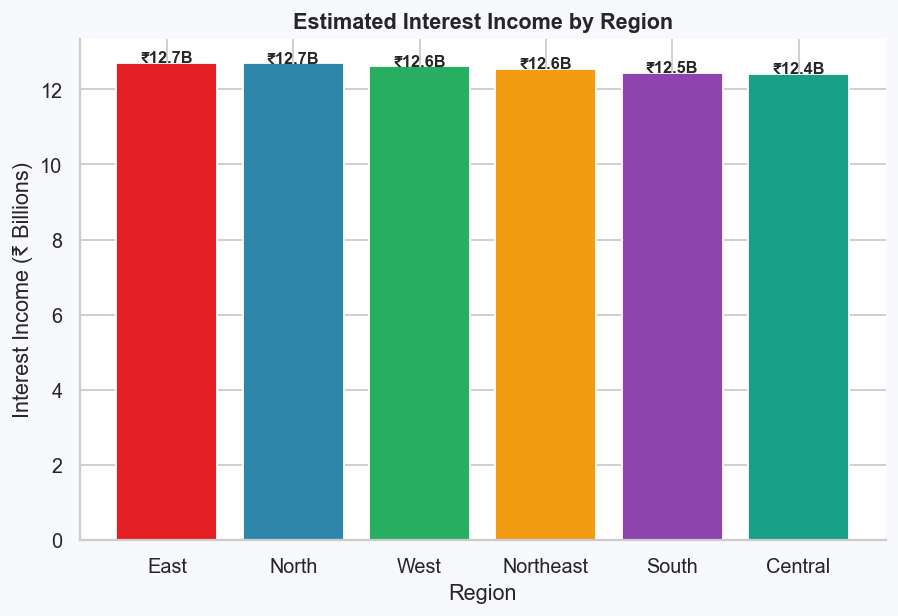 Estimated Interest Income by Region
₹12.7B
₹12.7B
₹12.6B
₹12.6B
₹12.5B
₹12.4B
Interest Income (₹ Billions)
12
10
8
6
4
2
0
East
North
West
Northeast
South
Central
Region